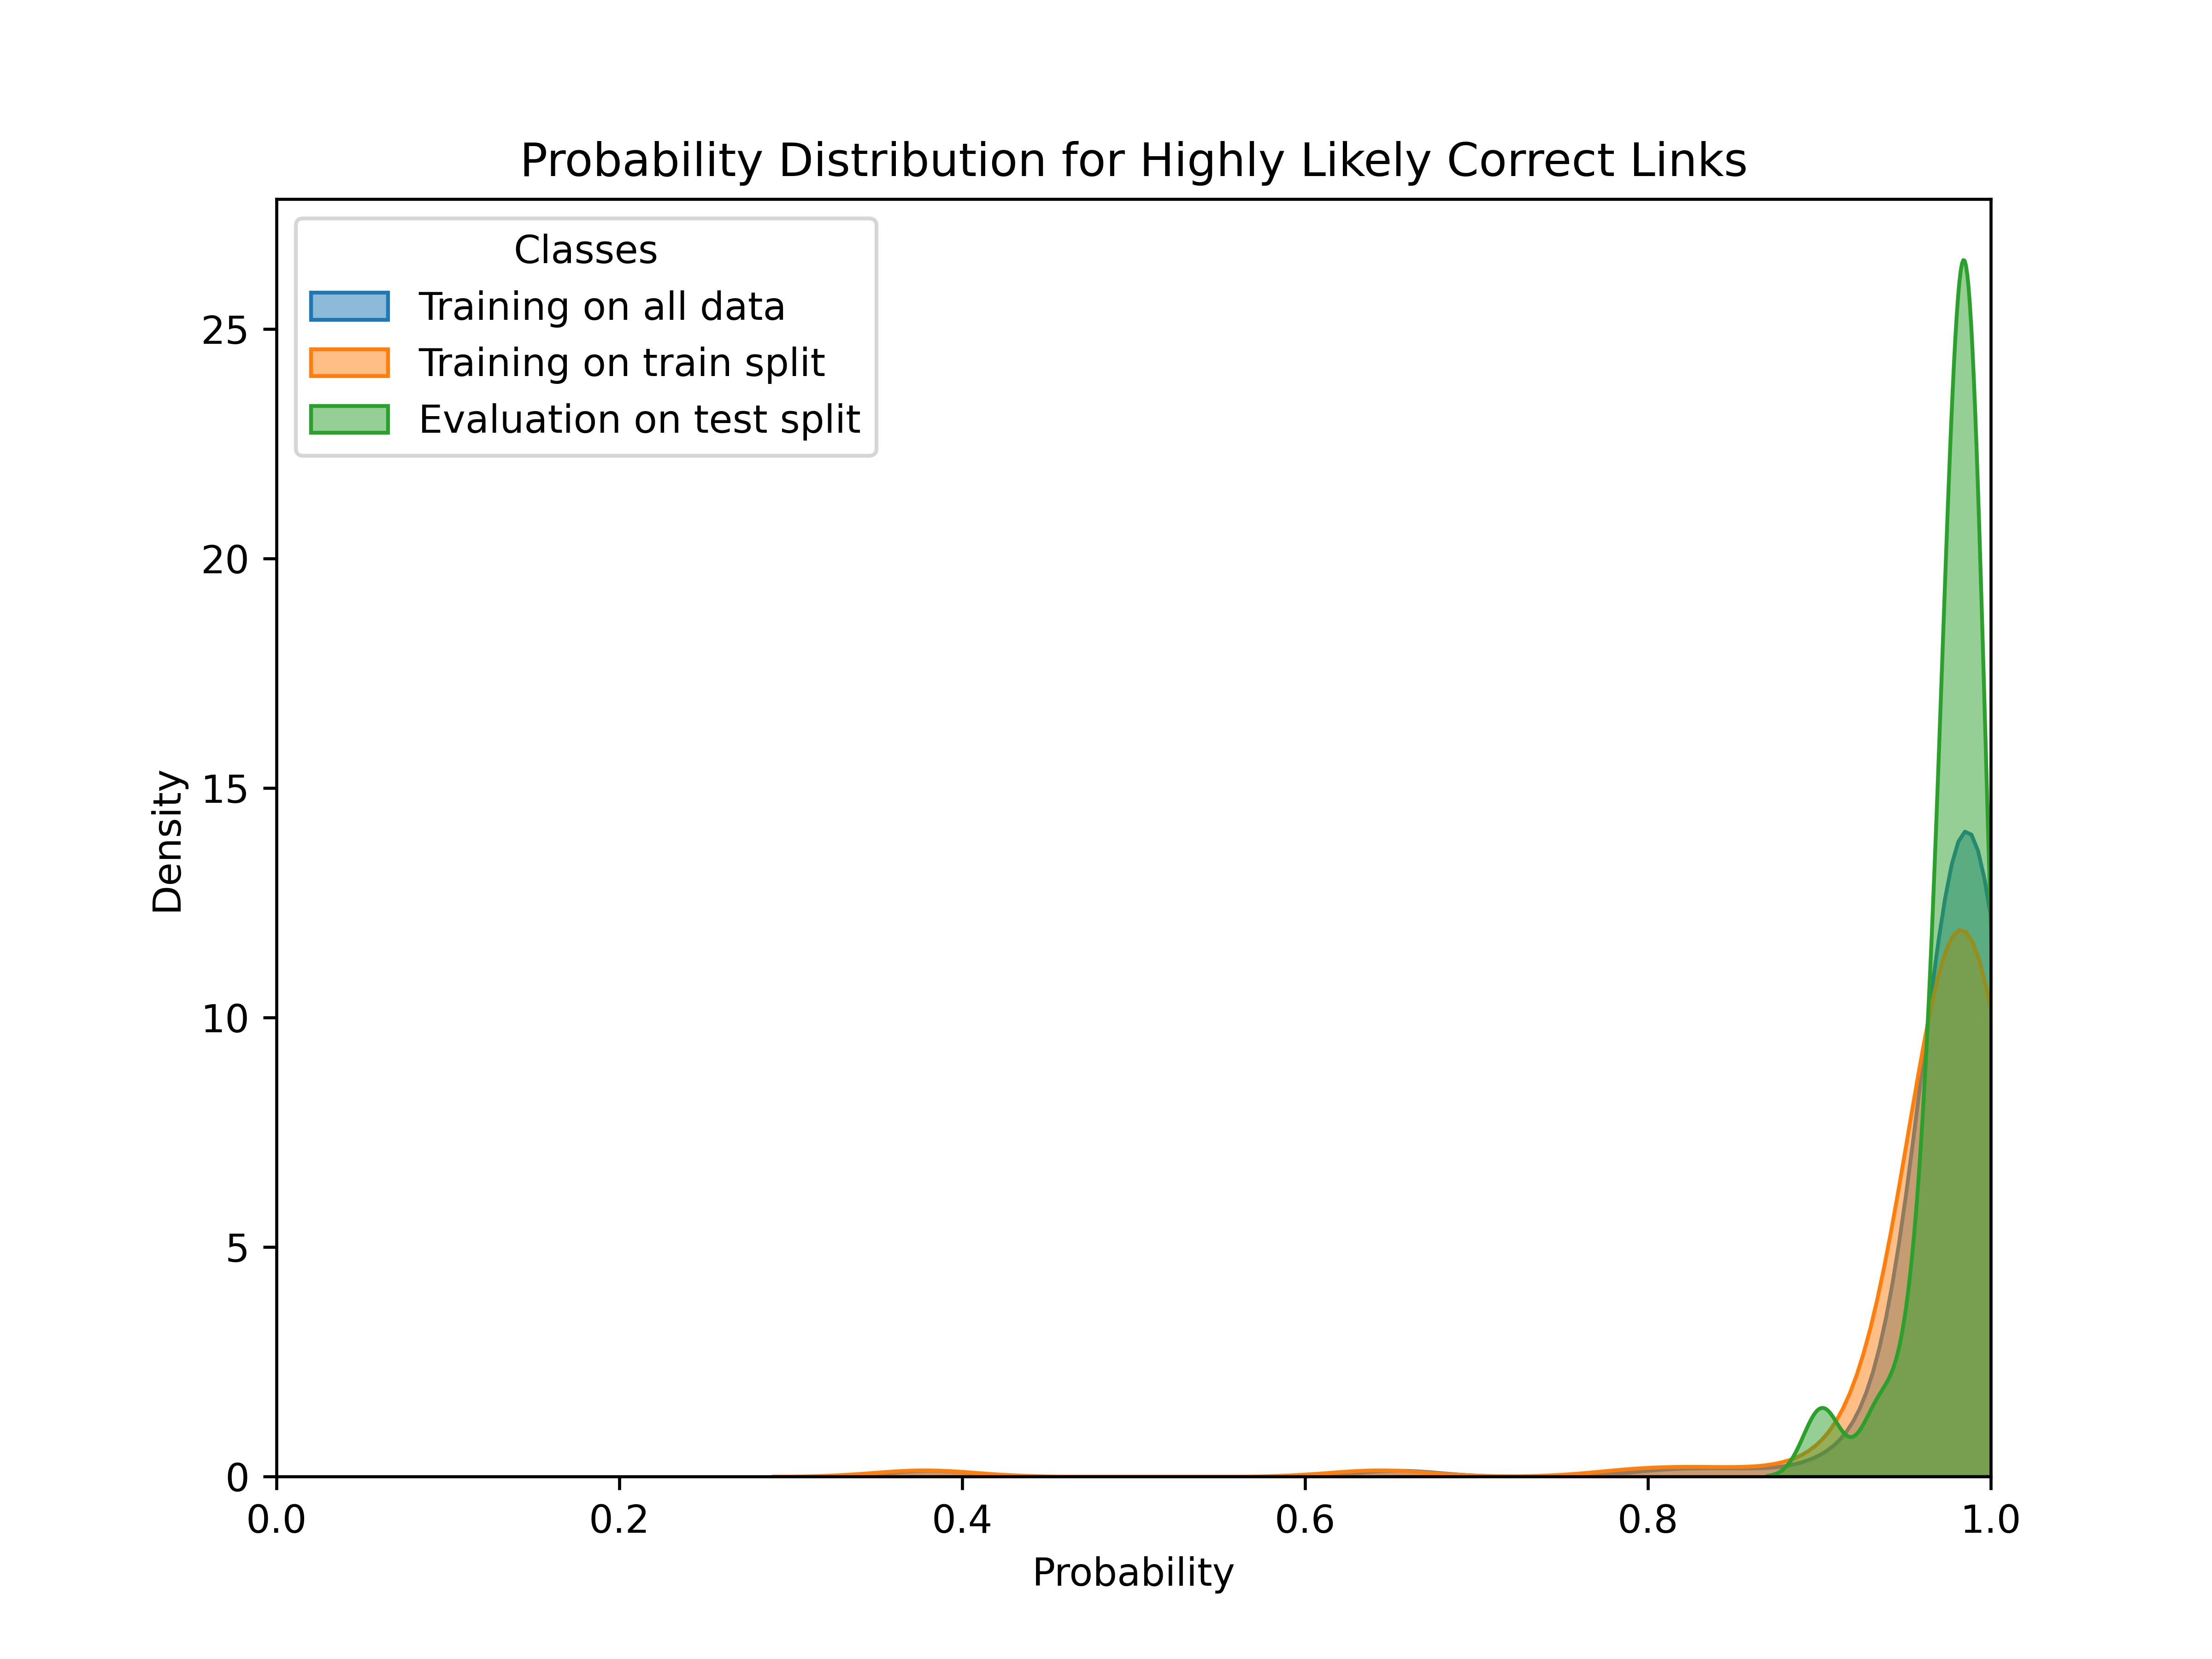 Probability Distribution for Highly Likely Correct Links
Classes
Training on all data
Training on train split
Evaluation on test split
Density
25
20
15
10
5
0
0.0 0.2 0.4 0.6 0.8 1.0
Probability